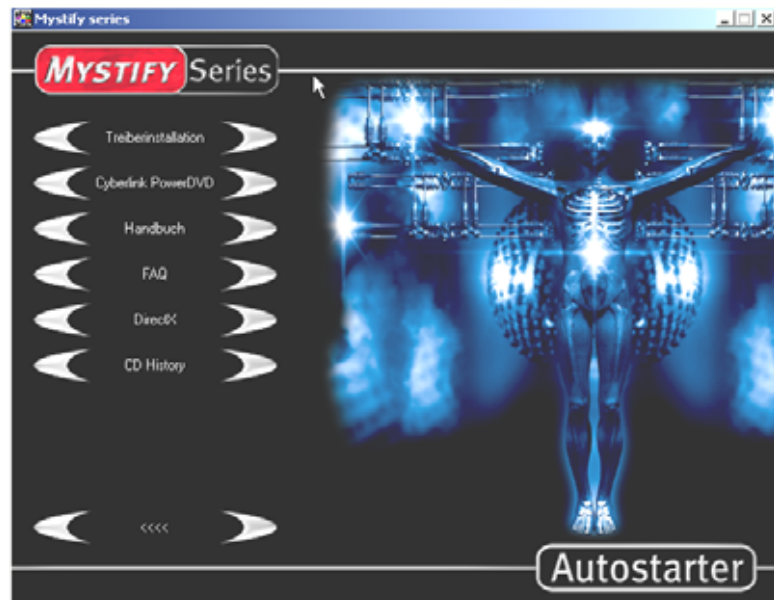 Mystify series
MYSTIFY Series
Treiberinstallation
Cyberlink PowerDVD
Handbuch
FAQ
DirectX
CD History
<<<<
Autostarter